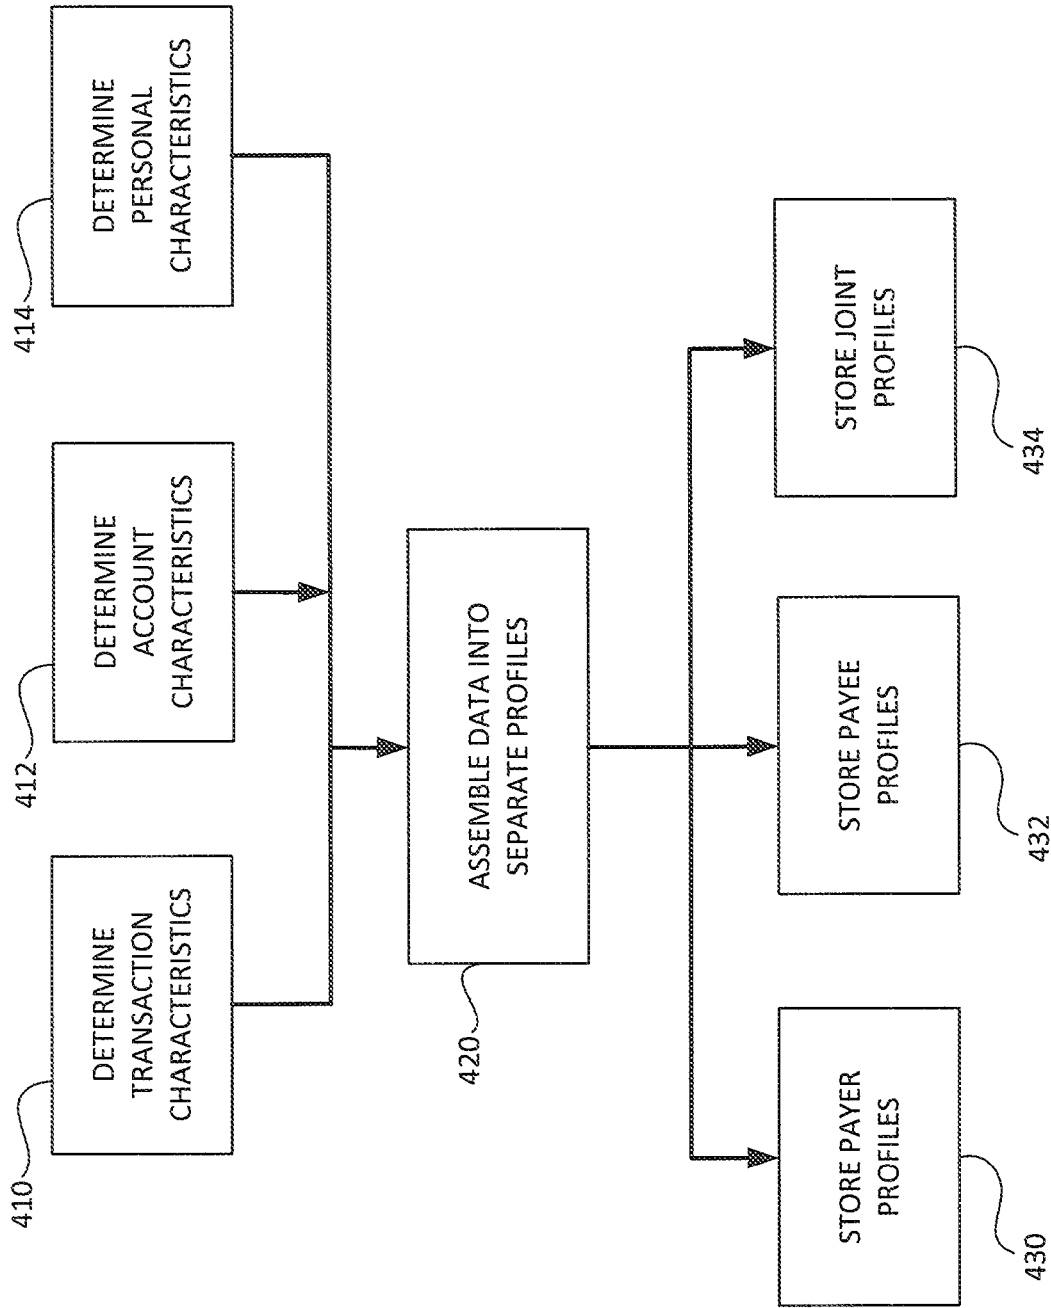 410
DETERMINE
TRANSACTION
CHARACTERISTICS
412
DETERMINE
ACCOUNT
CHARACTERISTICS
414
DETERMINE
PERSONAL
CHARACTERISTICS
420
ASSEMBLE DATA INTO
SEPARATE PROFILES
STORE PAYER
PROFILES
430
STORE PAYEE
PROFILES
432
STORE JOINT
PROFILES
434